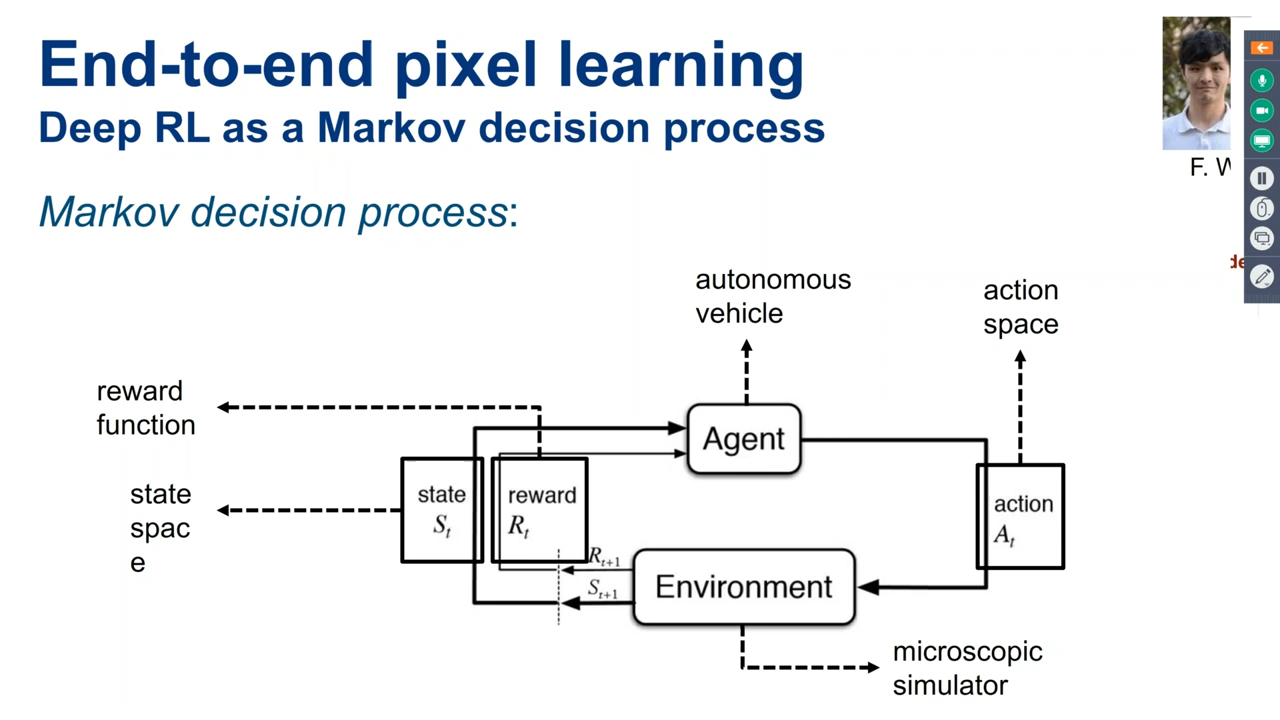 End-to-end pixel learning
Deep RL as a Markov decision process
F. W
Markov decision process:
de
autonomous
vehicle
action
space
reward
function
Agent
state
spac
e
state
S_t
reward
R_t
action
A_t
R_{t+1}
S_{t+1}
Environment
microscopic
simulator